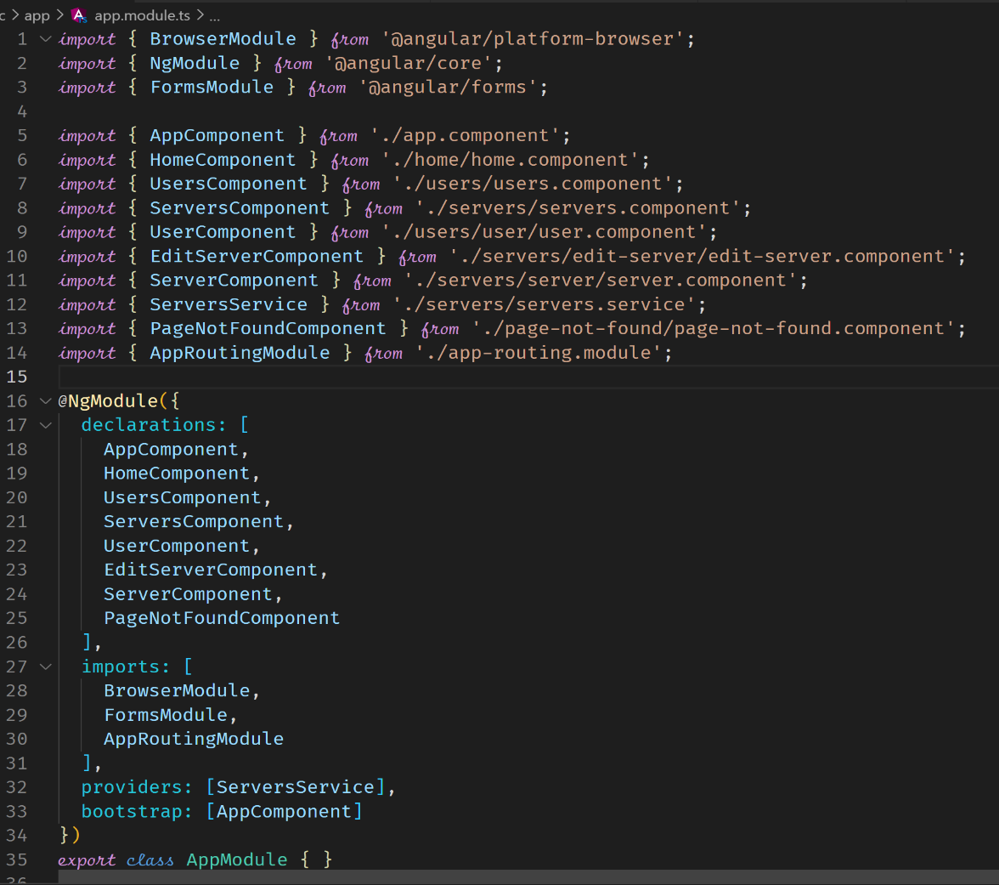 c > app > app.module.ts > ...
1 import { BrowserModule } from '@angular/platform-browser';
2 import { NgModule } from '@angular/core';
3 import { FormsModule } from '@angular/forms';
4
5 import { AppComponent } from './app.component';
6 import { HomeComponent } from './home/home.component';
7 import { UsersComponent } from './users/users.component';
8 import { ServersComponent } from './servers/servers.component';
9 import { UserComponent } from './users/user/user.component';
10 import { EditServerComponent } from './servers/edit-server/edit-server.component';
11 import { ServerComponent } from './servers/server/server.component';
12 import { ServersService } from './servers/servers.service';
13 import { PageNotFoundComponent } from './page-not-found/page-not-found.component';
14 import { AppRoutingModule } from './app-routing.module';
15
16 @NgModule({
17   declarations: [
18     AppComponent,
19     HomeComponent,
20     UsersComponent,
21     ServersComponent,
22     UserComponent,
23     EditServerComponent,
24     ServerComponent,
25     PageNotFoundComponent
26   ],
27   imports: [
28     BrowserModule,
29     FormsModule,
30     AppRoutingModule
31   ],
32   providers: [ServersService],
33   bootstrap: [AppComponent]
34 })
35 export class AppModule { }
36